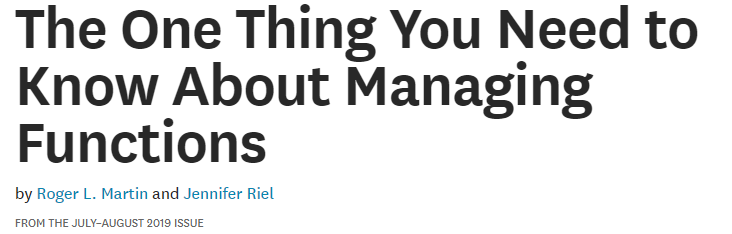 The One Thing You Need to
Know About Managing
Functions
by Roger L. Martin and Jennifer Riel
FROM THE JULY–AUGUST 2019 ISSUE